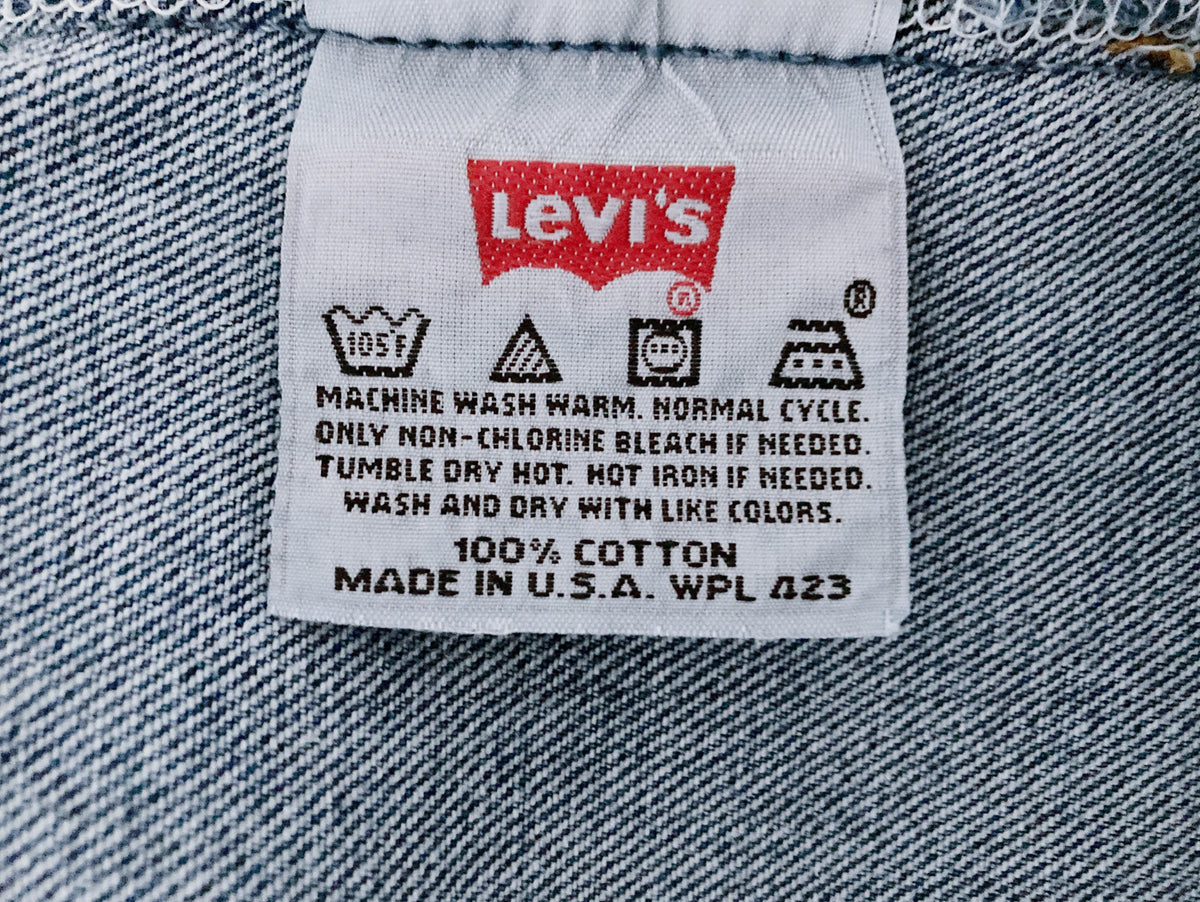 Levi's
®
®
105°F
MACHINE WASH WARM. NORMAL CYCLE.
ONLY NON-CHLORINE BLEACH IF NEEDED.
TUMBLE DRY HOT. HOT IRON IF NEEDED.
WASH AND DRY WITH LIKE COLORS.
100% COTTON
MADE IN U.S.A. WPL 423